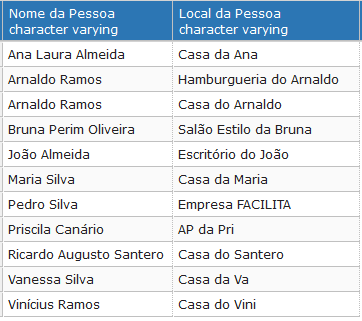 Nome da Pessoa Local da Pessoa
character varying character varying
Ana Laura Almeida Casa da Ana
Arnaldo Ramos Hamburgueria do Arnaldo
Arnaldo Ramos Casa do Arnaldo
Bruna Perim Oliveira Salão Estilo da Bruna
João Almeida Escritório do João
Maria Silva Casa da Maria
Pedro Silva Empresa FACILITA
Priscila Canário AP da Pri
Ricardo Augusto Santero Casa do Santero
Vanessa Silva Casa da Va
Vinícius Ramos Casa do Vini